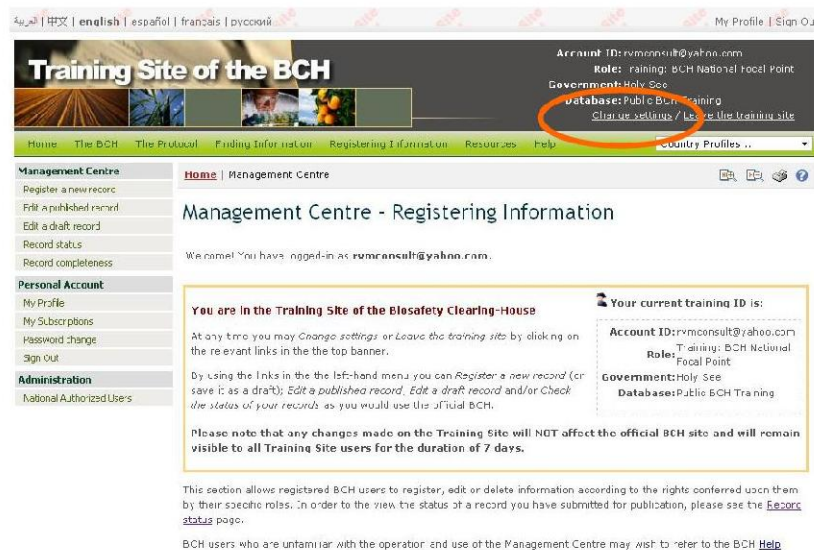 العربية | 中文 | english | español | français | русский
My Profile | Sign Ou
Training Site of the BCH
Account ID: rvmconsult@yahoo.com
Role: Training: BCH National Focal Point
Government: Holy See
Database: Public BCH Training
Change settings / Leave the training site
Home The BCH The Protocol Finding Information Registering Information Resources Help Country Profiles ..
Management Centre
Register a new record
Edit a published record
Edit a draft record
Record status
Record completeness
Personal Account
My Profile
My Subscriptions
Password change
Sign Out
Administration
National Authorized Users
Home | Management Centre
Management Centre - Registering Information
Welcome! You have logged-in as rvmconsult@yahoo.com.
You are in the Training Site of the Biosafety Clearing-House
At any time you may Change settings or Leave the training site by clicking on
the relevant links in the the top banner.
By using the links in the the left-hand menu you can Register a new record (or
save it as a draft); Edit a published record, Edit a draft record and/or Check
the status of your records as you would use the official BCH.
Your current training ID is:
Account ID: rvmconsult@yahoo.com
Role: Training: BCH National
Focal Point
Government: Holy See
Database: Public BCH Training
Please note that any changes made on the Training Site will NOT affect the official BCH site and will remain
visible to all Training Site users for the duration of 7 days.
This section allows registered BCH users to register, edit or delete information according to the rights conferred upon them
by their specific roles. In order to the view the status of a record you have submitted for publication, please see the Record
status page.
BCH users who are unfamiliar with the operation and use of the Management Centre may wish to refer to the BCH Help